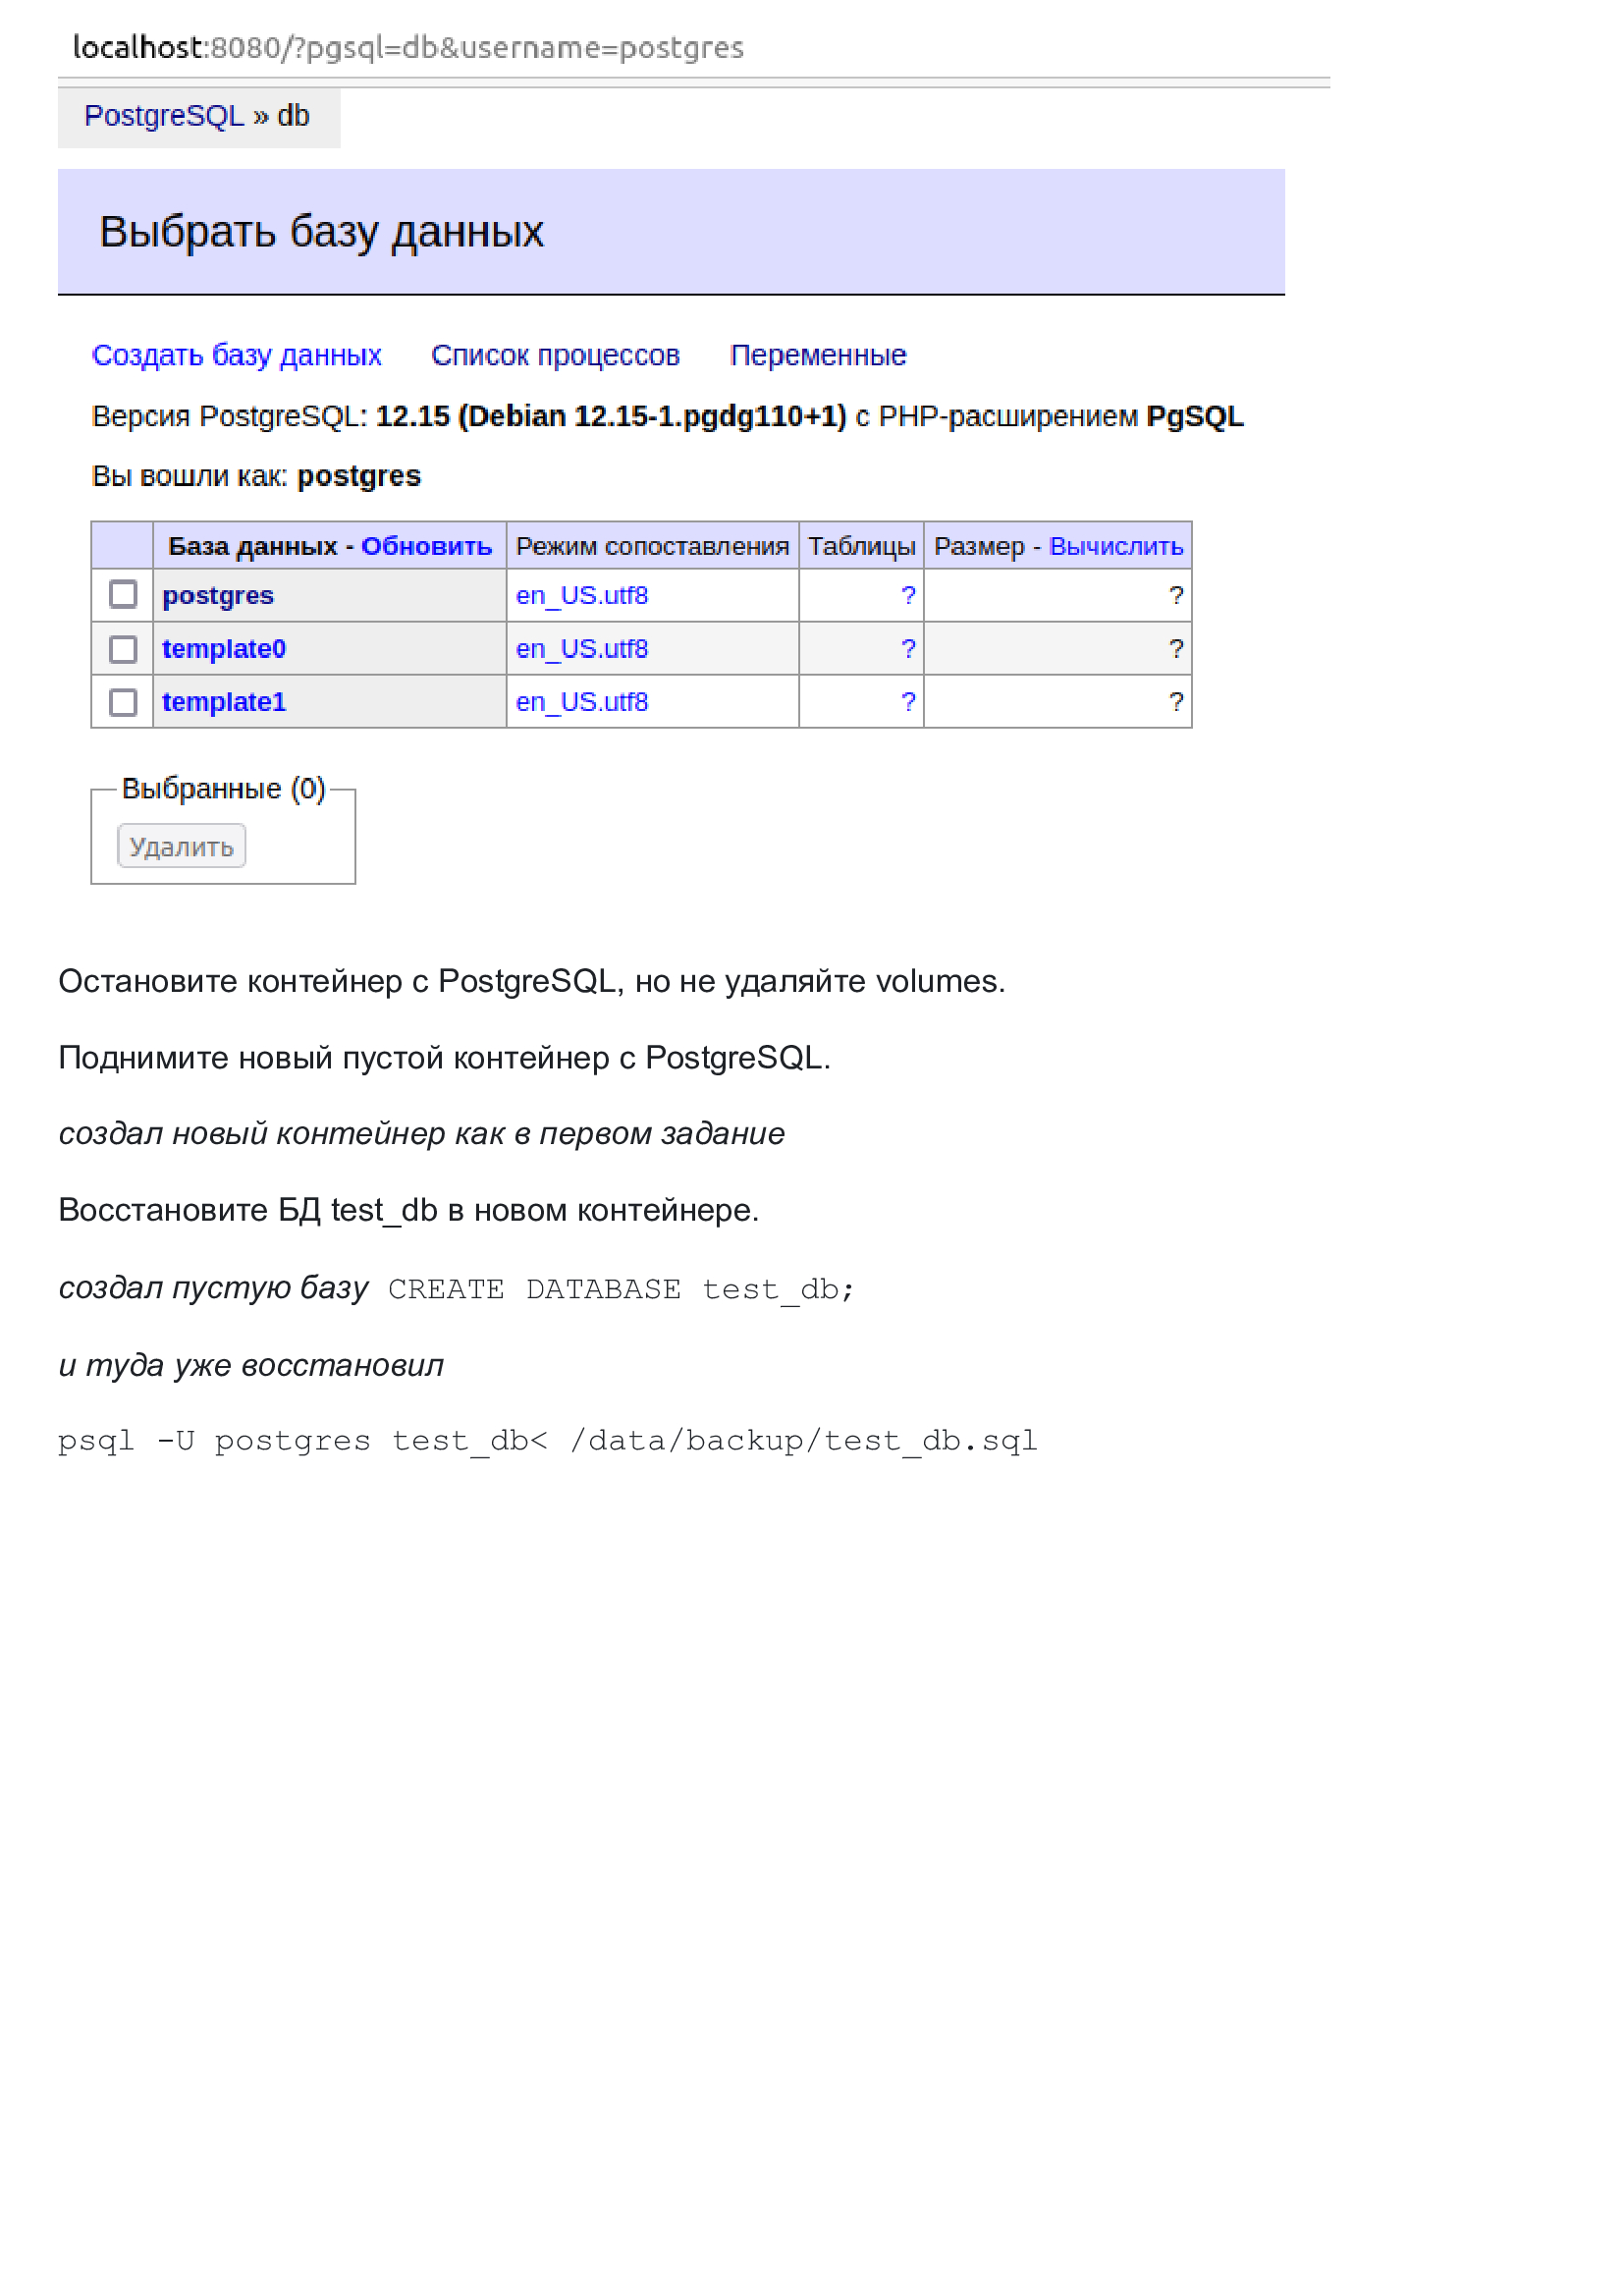 localhost:8080/?pgsql=db&username=postgres
PostgreSQL » db
Выбрать базу данных
Создать базу данных Список процессов Переменные
Версия PostgreSQL: 12.15 (Debian 12.15-1.pgdg110+1) с PHP-расширением PgSQL
Вы вошли как: postgres
База данных - Обновить Режим сопоставления Таблицы Размер - Вычислить
postgres en_US.utf8 ? ?
template0 en_US.utf8 ? ?
template1 en_US.utf8 ? ?
Выбранные (0)
Удалить
Остановите контейнер с PostgreSQL, но не удаляйте volumes.
Поднимите новый пустой контейнер с PostgreSQL.
создал новый контейнер как в первом задание
Восстановите БД test_db в новом контейнере.
создал пустую базу CREATE DATABASE test_db;
и туда уже восстановил
psql -U postgres test_db< /data/backup/test_db.sql